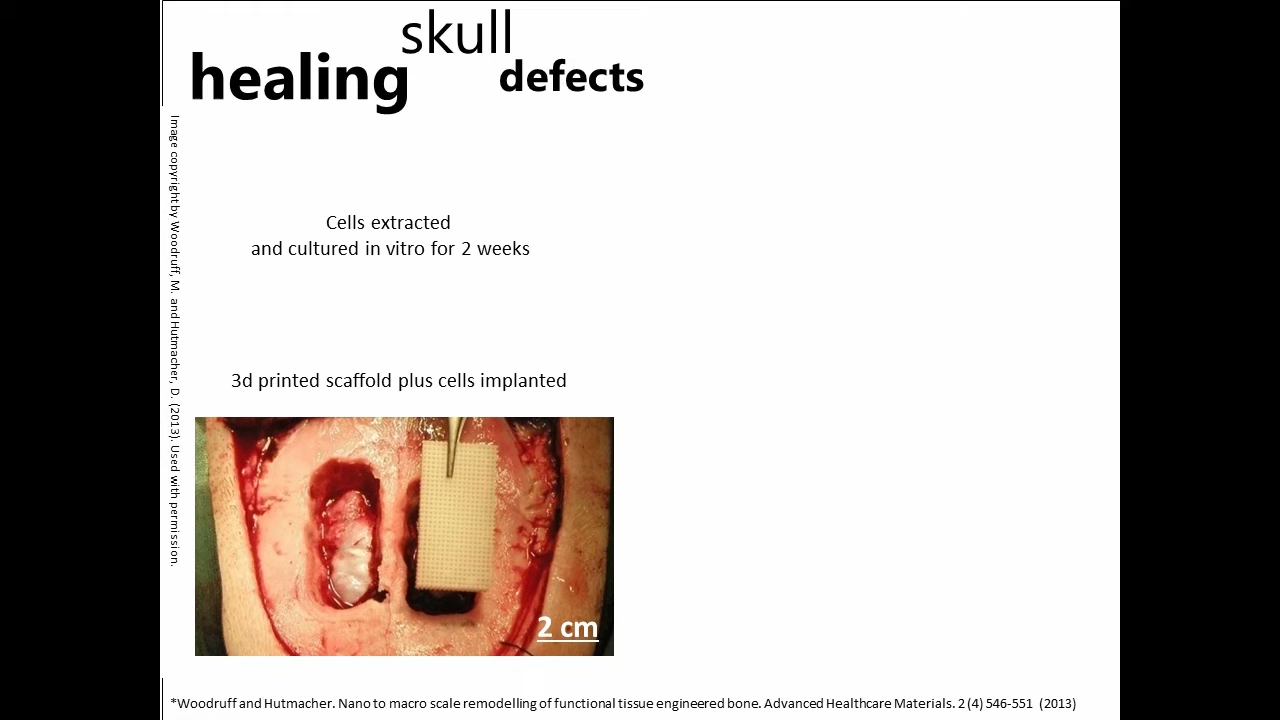 healing skull defects
Image copyright by Woodruff, M. and Hutmacher, D. (2013). Used with permission.
Cells extracted
and cultured in vitro for 2 weeks
3d printed scaffold plus cells implanted
2 cm
*Woodruff and Hutmacher. Nano to macro scale remodelling of functional tissue engineered bone. Advanced Healthcare Materials. 2 (4) 546-551 (2013)